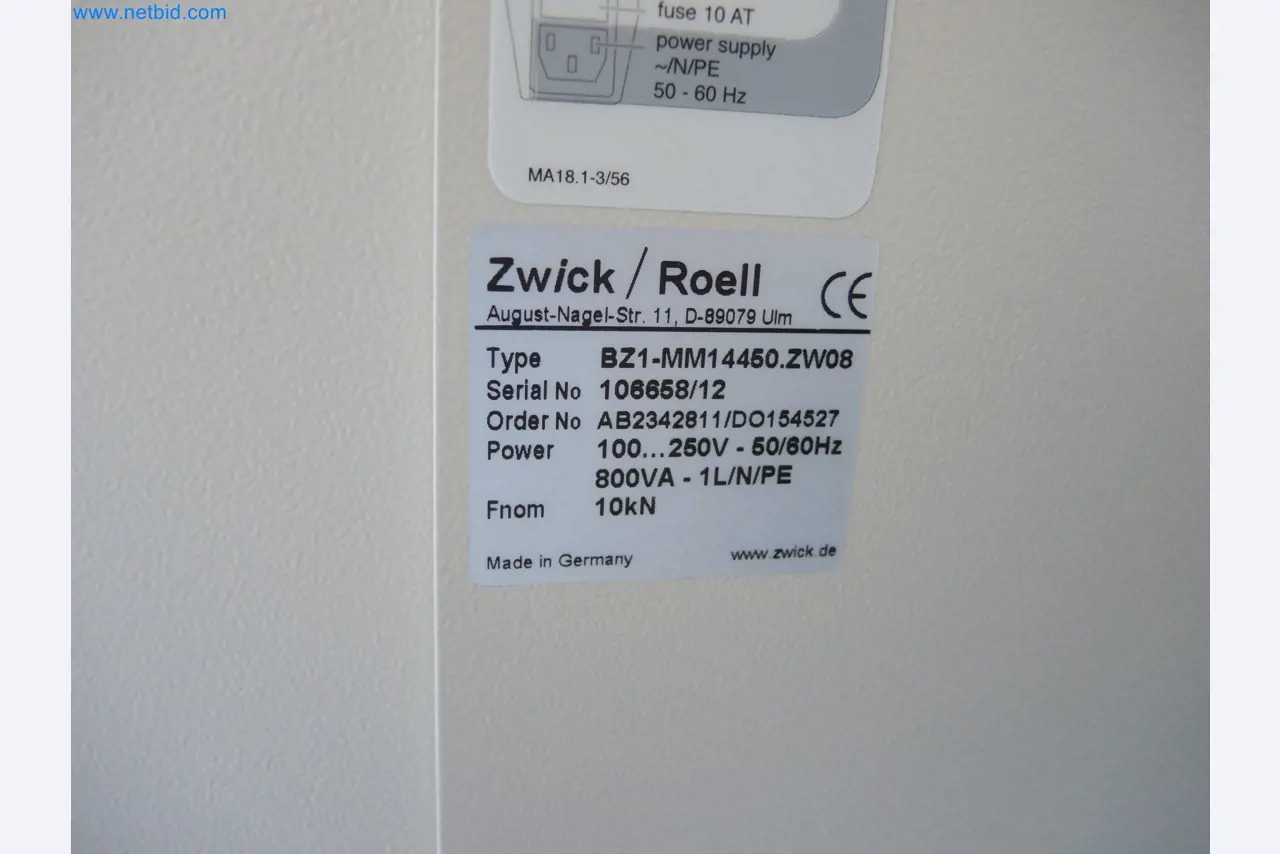 www.netbid.com
fuse 10 AT
power supply
~/N/PE
50 - 60 Hz
MA18.1-3/56
Zwick / Roell CE
August-Nagel-Str. 11, D-89079 Ulm
Type BZ1-MM14450.ZW08
Serial No 106658/12
Order No AB2342811/DO154527
Power 100...250V - 50/60Hz
800VA - 1L/N/PE
Fnom 10kN
Made in Germany www.zwick.de